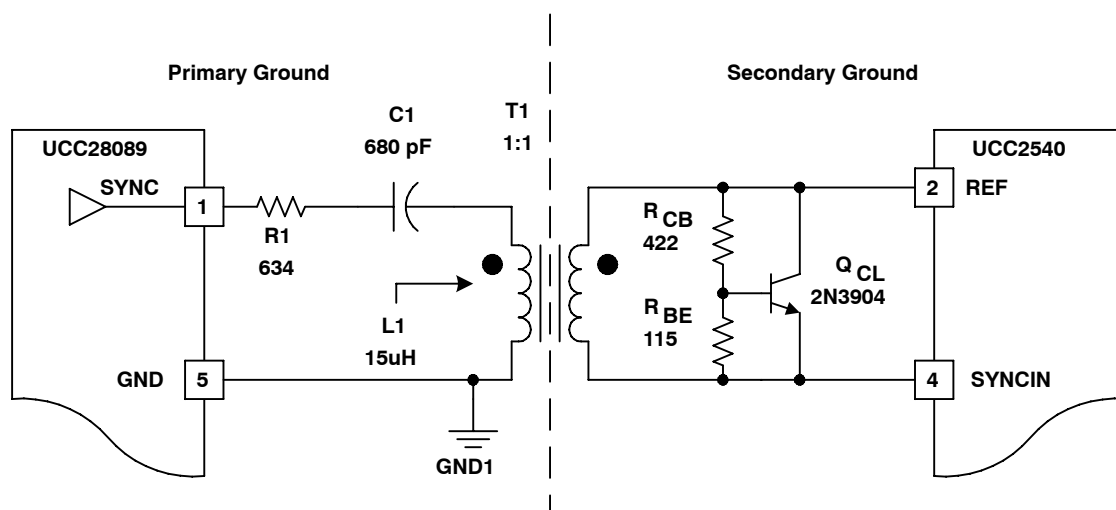 Primary Ground
Secondary Ground
C1
680 pF
T1
1:1
UCC28089
UCC2540
SYNC
1
2
REF
R1
634
R CB
422
Q CL
2N3904
R BE
115
L1
15uH
GND
5
4
SYNCIN
GND1